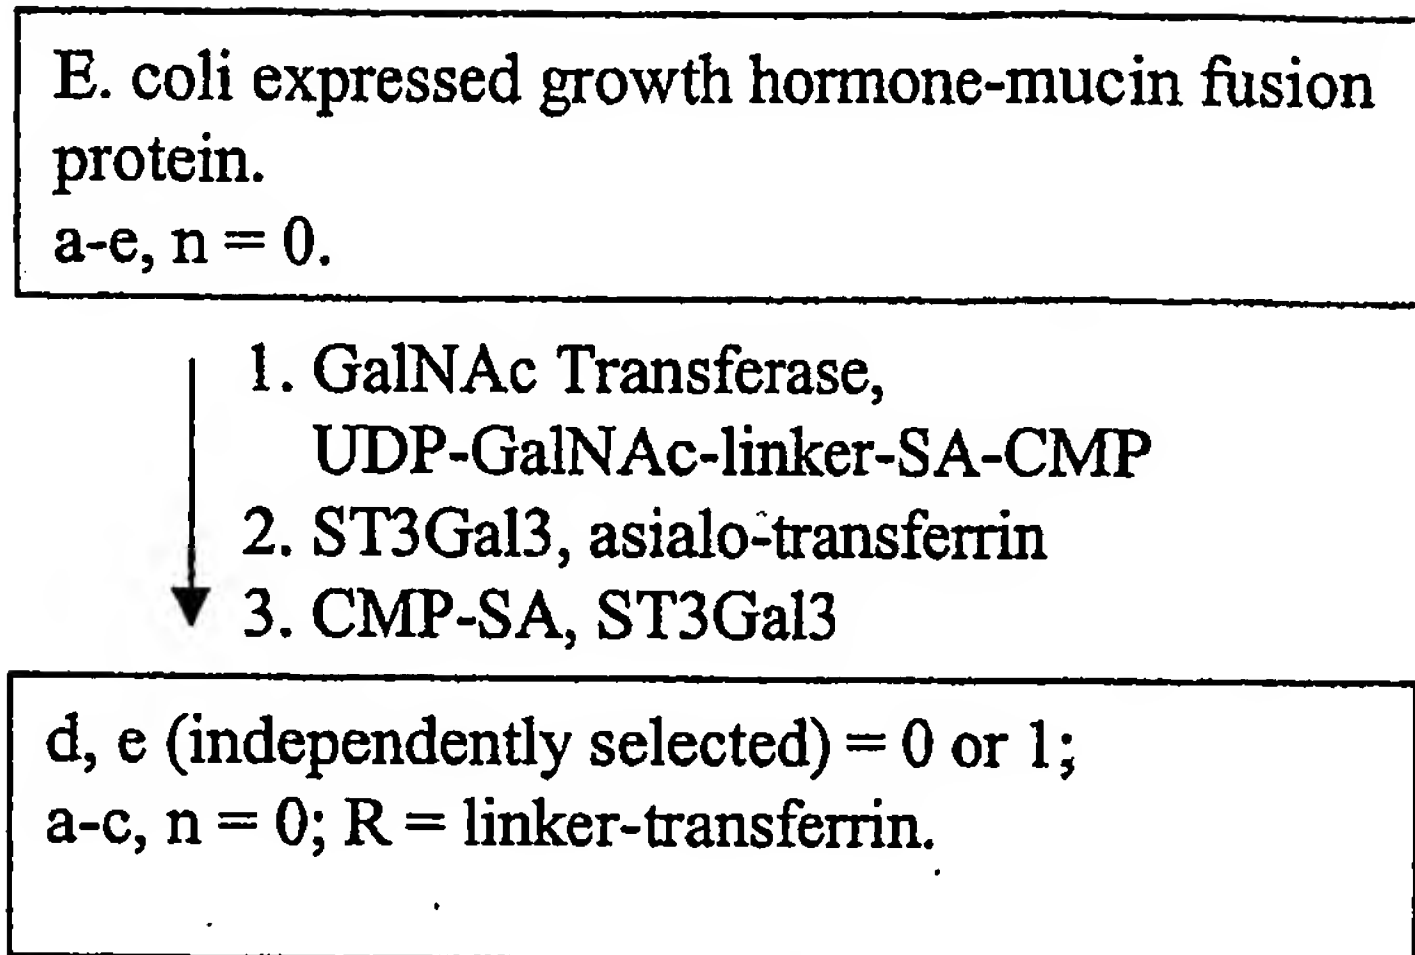 E. coli expressed growth hormone-mucin fusion
protein.
a-e, n = 0.
1. GalNAc Transferase,
UDP-GalNAc-linker-SA-CMP
2. ST3Gal3, asialo-transferrin
3. CMP-SA, ST3Gal3
d, e (independently selected) = 0 or 1;
a-c, n = 0; R = linker-transferrin.